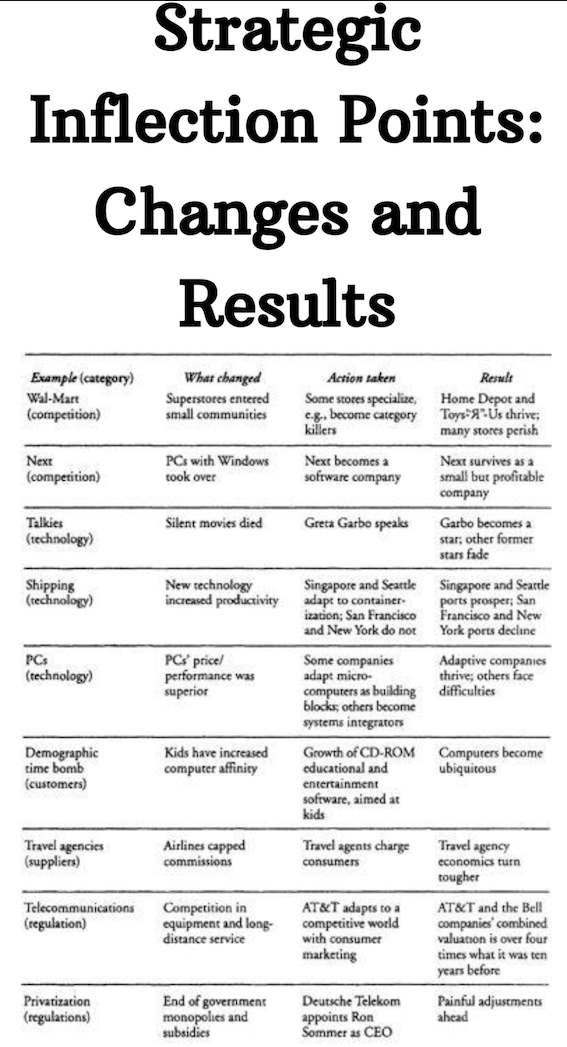 Strategic
Inflection Points:
Changes and
Results
Example (category)
What changed
Action taken
Result
Wal-Mart
(competition)
Superstores entered
small communities
Some stores specialize,
e.g., become category
killers
Home Depot and
Toys"Я"-Us thrive;
many stores perish
Next
(competition)
PCs with Windows
took over
Next becomes a
software company
Next survives as a
small but profitable
company
Talkies
(technology)
Silent movies died
Greta Garbo speaks
Garbo becomes a
star; other former
stars fade
Shipping
(technology)
New technology
increased productivity
Singapore and Seattle
adapt to container-
ization; San Francisco
and New York do not
Singapore and Seattle
ports prosper; San
Francisco and New
York ports decline
PCs
(technology)
PCs' price/
performance was
superior
Some companies
adapt micro-
computers as building
blocks; others become
systems integrators
Adaptive companies
thrive; others face
difficulties
Demographic
time bomb
(customers)
Kids have increased
computer affinity
Growth of CD-ROM
educational and
entertainment
software, aimed at
kids
Computers become
ubiquitous
Travel agencies
(suppliers)
Airlines capped
commissions
Travel agents charge
consumers
Travel agency
economics turn
tougher
Telecommunications
(regulation)
Competition in
equipment and long-
distance service
AT&T adapts to a
competitive world
with consumer
marketing
AT&T and the Bell
companies' combined
valuation is over four
times what it was ten
years before
Privatization
(regulations)
End of government
monopolies and
subsidies
Deutsche Telekom
appoints Ron
Sommer as CEO
Painful adjustments
ahead